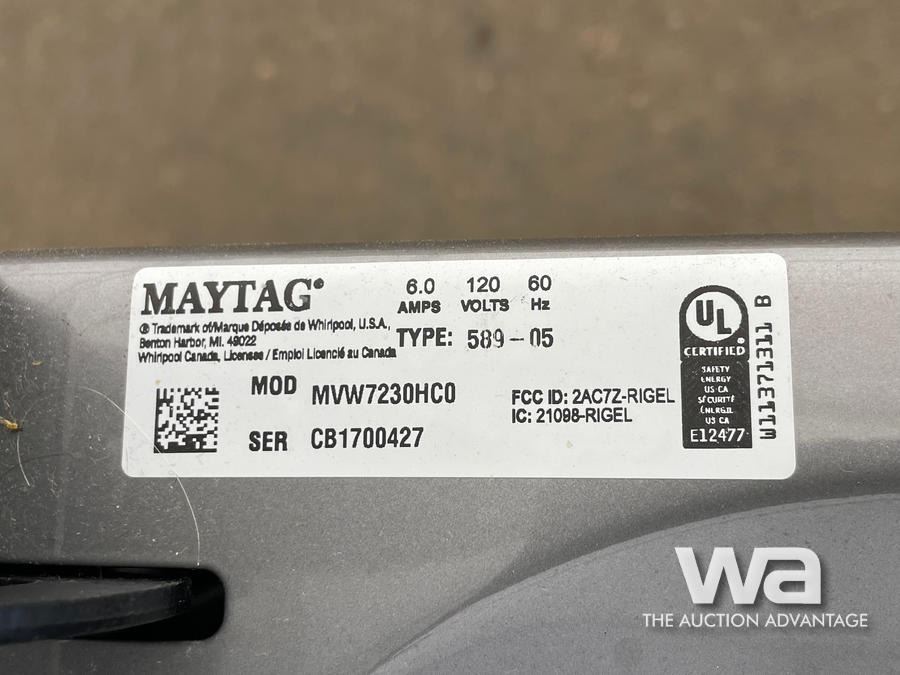 MAYTAG®
6.0 120 60
AMPS VOLTS Hz
® Trademark of/Marque Déposée de Whirlpool, U.S.A.,
Benton Harbor, MI. 49022
Whirlpool Canada, Licensee / Emploi Licencié au Canada
TYPE: 589-05
MOD MVW7230HC0
SER CB1700427
FCC ID: 2AC7Z-RIGEL
IC: 21098-RIGEL
UL
CERTIFIED
SAFETY
ENERGY
US CA
SÉCURITÉ
ÉNERGIE
US CA
E12477
W11371311 B
wa
THE AUCTION ADVANTAGE